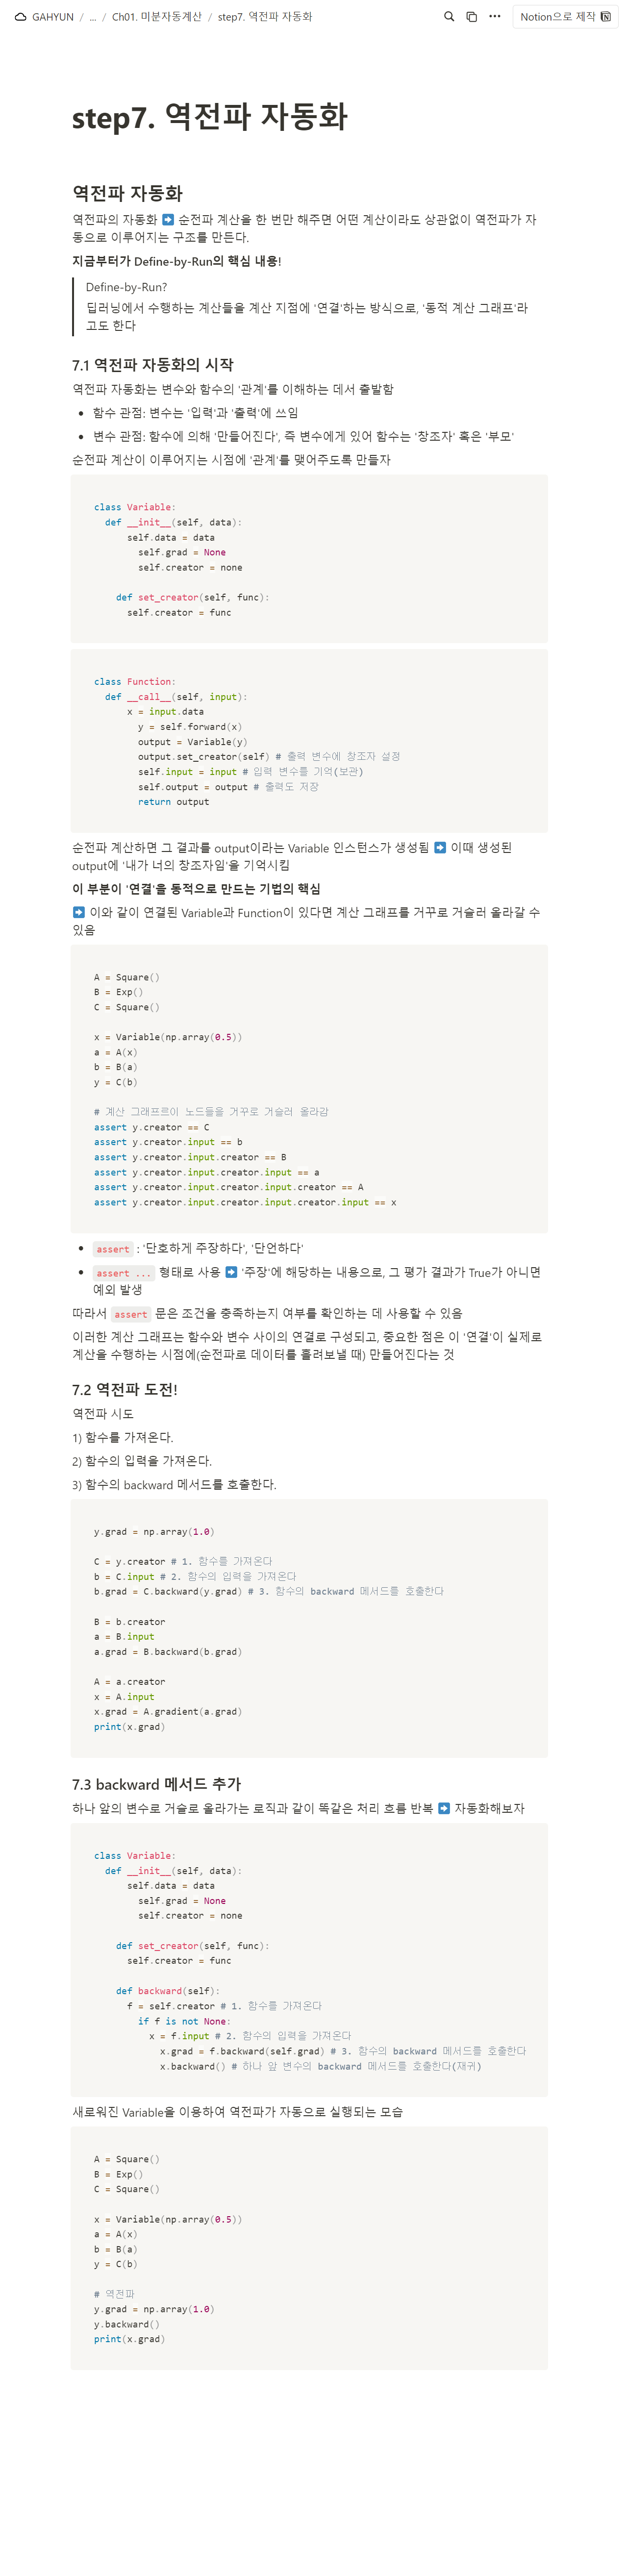 GAHYUN / ... / Ch01. 미분자동계산 / step7. 역전파 자동화
Notion으로 제작
step7. 역전파 자동화
역전파 자동화
역전파의 자동화 ➡️ 순전파 계산을 한 번만 해주면 어떤 계산이라도 상관없이 역전파가 자
동으로 이루어지는 구조를 만든다.
지금부터가 Define-by-Run의 핵심 내용!
Define-by-Run?
딥러닝에서 수행하는 계산들을 계산 지점에 '연결'하는 방식으로, '동적 계산 그래프'라
고도 한다
7.1 역전파 자동화의 시작
역전파 자동화는 변수와 함수의 '관계'를 이해하는 데서 출발함
• 함수 관점: 변수는 '입력'과 '출력'에 쓰임
• 변수 관점: 함수에 의해 '만들어진다', 즉 변수에게 있어 함수는 '창조자' 혹은 '부모'
순전파 계산이 이루어지는 시점에 '관계'를 맺어주도록 만들자
class Variable:
  def __init__(self, data):
      self.data = data
        self.grad = None
        self.creator = none

    def set_creator(self, func):
      self.creator = func
class Function:
  def __call__(self, input):
      x = input.data
        y = self.forward(x)
        output = Variable(y)
        output.set_creator(self) # 출력 변수에 창조자 설정
        self.input = input # 입력 변수를 기억(보관)
        self.output = output # 출력도 저장
        return output
순전파 계산하면 그 결과를 output이라는 Variable 인스턴스가 생성됨 ➡️ 이때 생성된
output에 '내가 너의 창조자임'을 기억시킴
이 부분이 '연결'을 동적으로 만드는 기법의 핵심
➡️ 이와 같이 연결된 Variable과 Function이 있다면 계산 그래프를 거꾸로 거슬러 올라갈 수
있음
A = Square()
B = Exp()
C = Square()

x = Variable(np.array(0.5))
a = A(x)
b = B(a)
y = C(b)

# 계산 그래프르이 노드들을 거꾸로 거슬러 올라감
assert y.creator == C
assert y.creator.input == b
assert y.creator.input.creator == B
assert y.creator.input.creator.input == a
assert y.creator.input.creator.input.creator == A
assert y.creator.input.creator.input.creator.input == x
• assert : '단호하게 주장하다', '단언하다'
• assert ... 형태로 사용 ➡️ '주장'에 해당하는 내용으로, 그 평가 결과가 True가 아니면
예외 발생
따라서 assert 문은 조건을 충족하는지 여부를 확인하는 데 사용할 수 있음
이러한 계산 그래프는 함수와 변수 사이의 연결로 구성되고, 중요한 점은 이 '연결'이 실제로
계산을 수행하는 시점에(순전파로 데이터를 흘려보낼 때) 만들어진다는 것
7.2 역전파 도전!
역전파 시도
1) 함수를 가져온다.
2) 함수의 입력을 가져온다.
3) 함수의 backward 메서드를 호출한다.
y.grad = np.array(1.0)

C = y.creator # 1. 함수를 가져온다
b = C.input # 2. 함수의 입력을 가져온다
b.grad = C.backward(y.grad) # 3. 함수의 backward 메서드를 호출한다

B = b.creator
a = B.input
a.grad = B.backward(b.grad)

A = a.creator
x = A.input
x.grad = A.gradient(a.grad)
print(x.grad)
7.3 backward 메서드 추가
하나 앞의 변수로 거슬로 올라가는 로직과 같이 똑같은 처리 흐름 반복 ➡️ 자동화해보자
class Variable:
  def __init__(self, data):
      self.data = data
        self.grad = None
        self.creator = none

    def set_creator(self, func):
      self.creator = func

    def backward(self):
      f = self.creator # 1. 함수를 가져온다
        if f is not None:
          x = f.input # 2. 함수의 입력을 가져온다
            x.grad = f.backward(self.grad) # 3. 함수의 backward 메서드를 호출한다
            x.backward() # 하나 앞 변수의 backward 메서드를 호출한다(재귀)
새로워진 Variable을 이용하여 역전파가 자동으로 실행되는 모습
A = Square()
B = Exp()
C = Square()

x = Variable(np.array(0.5))
a = A(x)
b = B(a)
y = C(b)

# 역전파
y.grad = np.array(1.0)
y.backward()
print(x.grad)